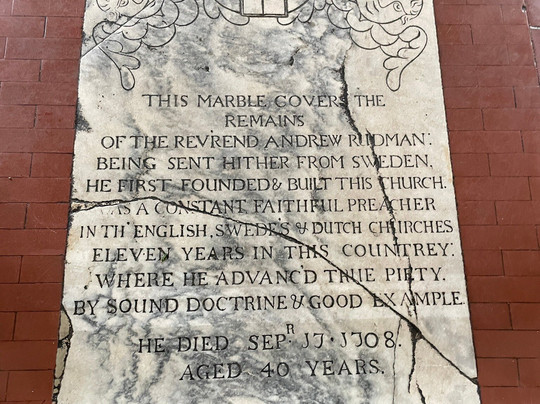 THIS MARBLE COVERS THE
REMAINS
OF THE REVREND ANDREW RUDMAN:
BEING SENT HITHER FROM SWEDEN,
HE FIRST FOUNDED & BUILT THIS CHURCH.
WAS A CONSTANT FAITHFUL PREACHER
IN TH' ENGLISH, SWEDES & DUTCH CHURCHES
ELEVEN YEARS IN THIS COUNTREY:
WHERE HE ADVANC'D TRUE PIETY.
BY SOUND DOCTRINE & GOOD EXAMPLE
HE DIED SEPR. 17. 1708.
AGED 40 YEARS.